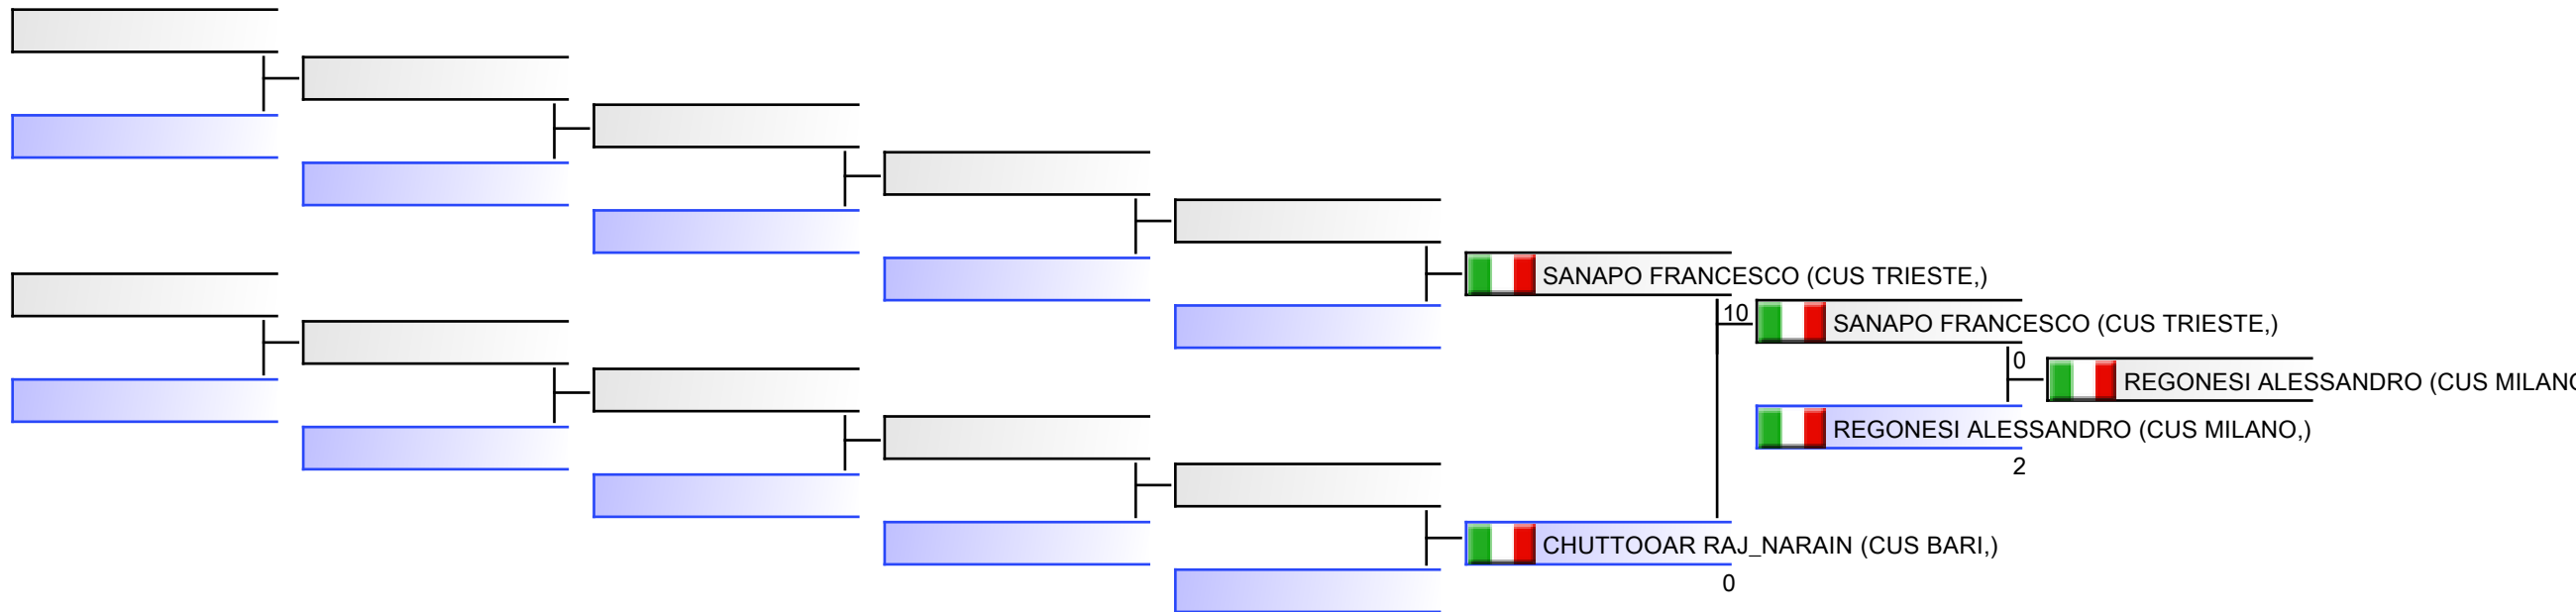 SANAPO FRANCESCO (CUS TRIESTE,)
10
SANAPO FRANCESCO (CUS TRIESTE,)
0
REGONESI ALESSANDRO (CUS MILANO
REGONESI ALESSANDRO (CUS MILANO,)
2
CHUTTOOAR RAJ_NARAIN (CUS BARI,)
0